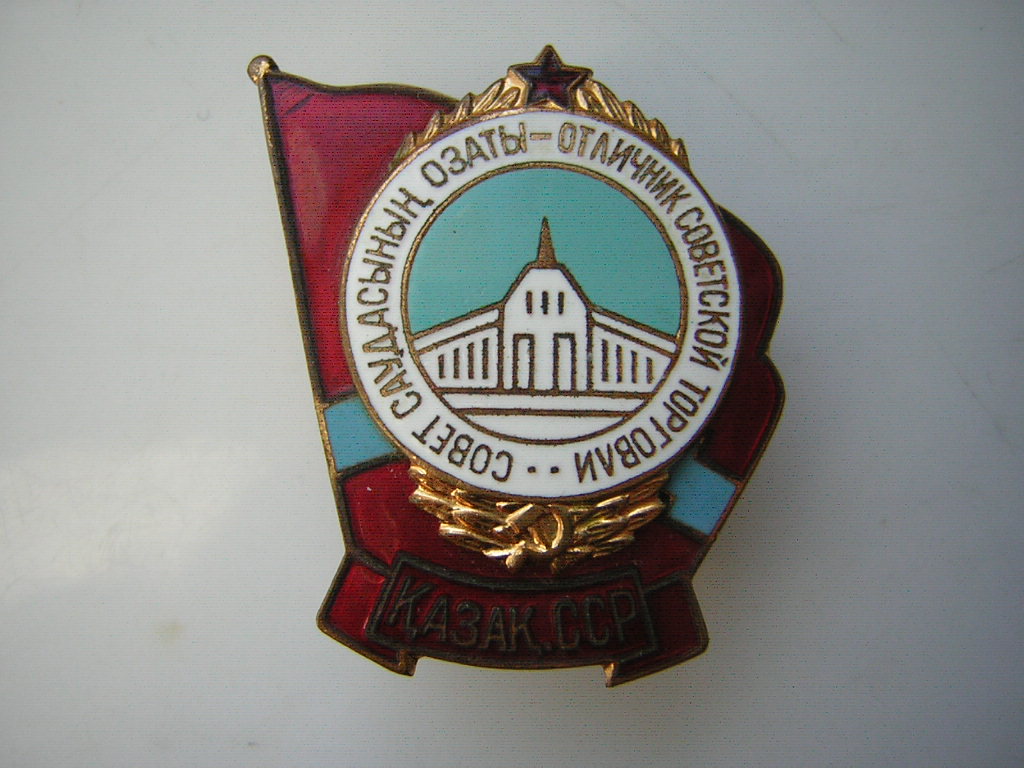 СОВЕТ САУДАСЫНЫҢ ОЗАТЫ – ОТЛИЧНИК СОВЕТСКОЙ ТОРГОВЛИ ··
ҚАЗАҚ. ССР